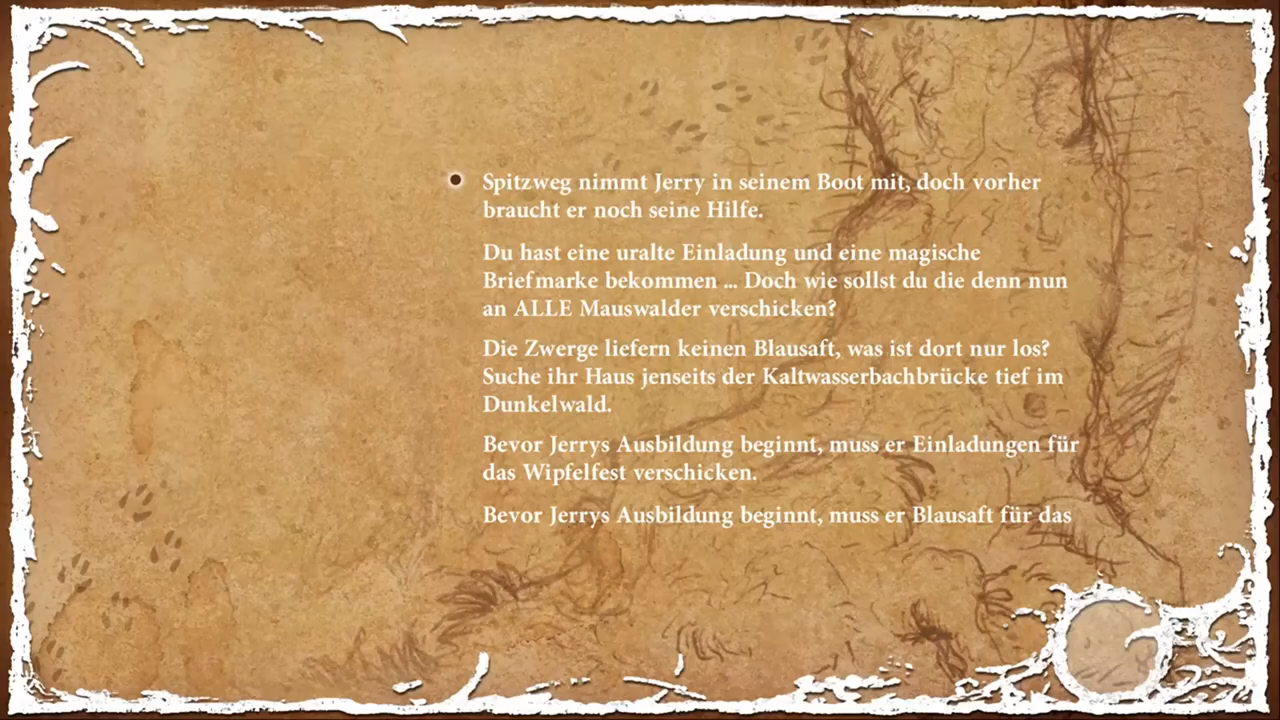 Spitzweg nimmt Jerry in seinem Boot mit, doch vorher
braucht er noch seine Hilfe.
Du hast eine uralte Einladung und eine magische
Briefmarke bekommen ... Doch wie sollst du die denn nun
an ALLE Mauswalder verschicken?
Die Zwerge liefern keinen Blausaft, was ist dort nur los?
Suche ihr Haus jenseits der Kaltwasserbachbrücke tief im
Dunkelwald.
Bevor Jerrys Ausbildung beginnt, muss er Einladungen für
das Wipfelfest verschicken.
Bevor Jerrys Ausbildung beginnt, muss er Blausaft für das